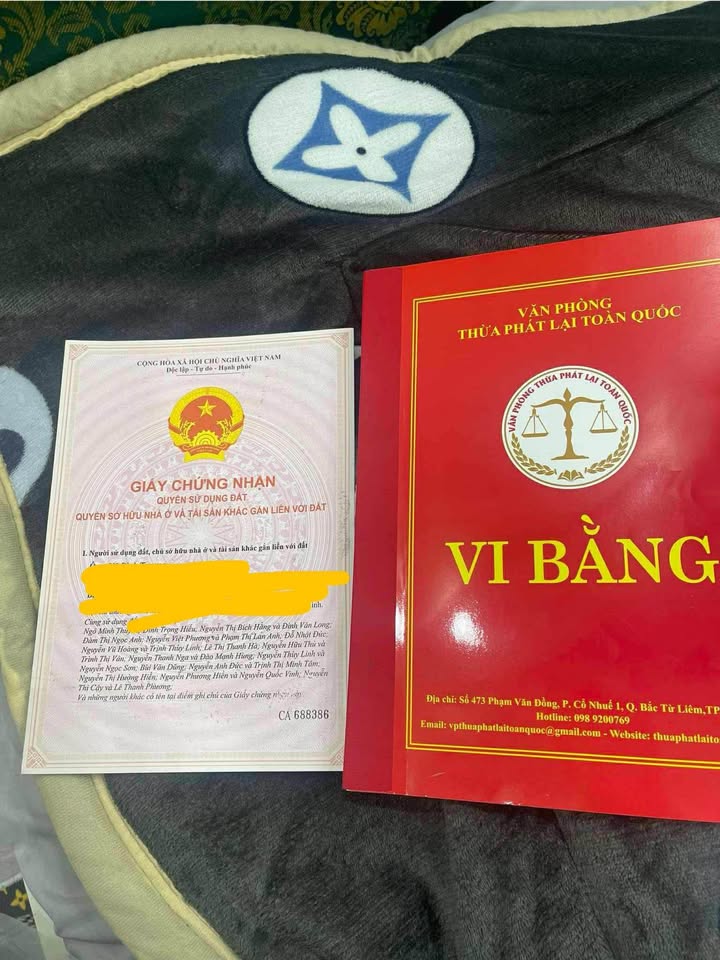 CỘNG HÒA XÃ HỘI CHỦ NGHĨA VIỆT NAM
Độc lập - Tự do - Hạnh phúc
GIẤY CHỨNG NHẬN
QUYỀN SỬ DỤNG ĐẤT
QUYỀN SỞ HỮU NHÀ Ở VÀ TÀI SẢN KHÁC GẮN LIỀN VỚI ĐẤT
I. Người sử dụng đất, chủ sở hữu nhà ở và tài sản khác gắn liền với đất
Cùng sử dụng
Ngô Minh Đinh Trọng Hiếu, Nguyễn Thị Bích Hằng và Đinh Văn Long;
Đàm Thị Ngọc Anh; Nguyễn Việt Phương và Phạm Thị Lan Anh, Đỗ Nhật Đức;
Nguyễn Vũ Hoàng và Trịnh Thùy Linh; Lê Thị Thanh Hà; Nguyễn Hữu Thu và
Trịnh Thị Vân, Nguyễn Thanh Nga và Đào Mạnh Hùng; Nguyễn Thùy Linh và
Nguyễn Ngọc Sơn; Bùi Văn Dũng; Nguyễn Anh Đức và Trịnh Thị Minh Tâm;
Nguyễn Thị Hường Hiền; Nguyễn Phương Hiền và Nguyễn Quốc Vinh; Nguyễn
Thị Cậy và Lê Thanh Phương;
Và những người khác có tên tại điểm ghi chú của Giấy chứng nhận này
CA 688386
VĂN PHÒNG
THỪA PHÁT LẠI TOÀN QUỐC
VĂN PHÒNG THỪA PHÁT LẠI TOÀN QUỐC
VI BẰNG
Địa chỉ: Số 473 Phạm Văn Đồng, P. Cổ Nhuế 1, Q. Bắc Từ Liêm,TP
Hotline: 098 9200769
Email: vpthuaphatlaitoanquoc@gmail.com - Website: thuaphatlaito